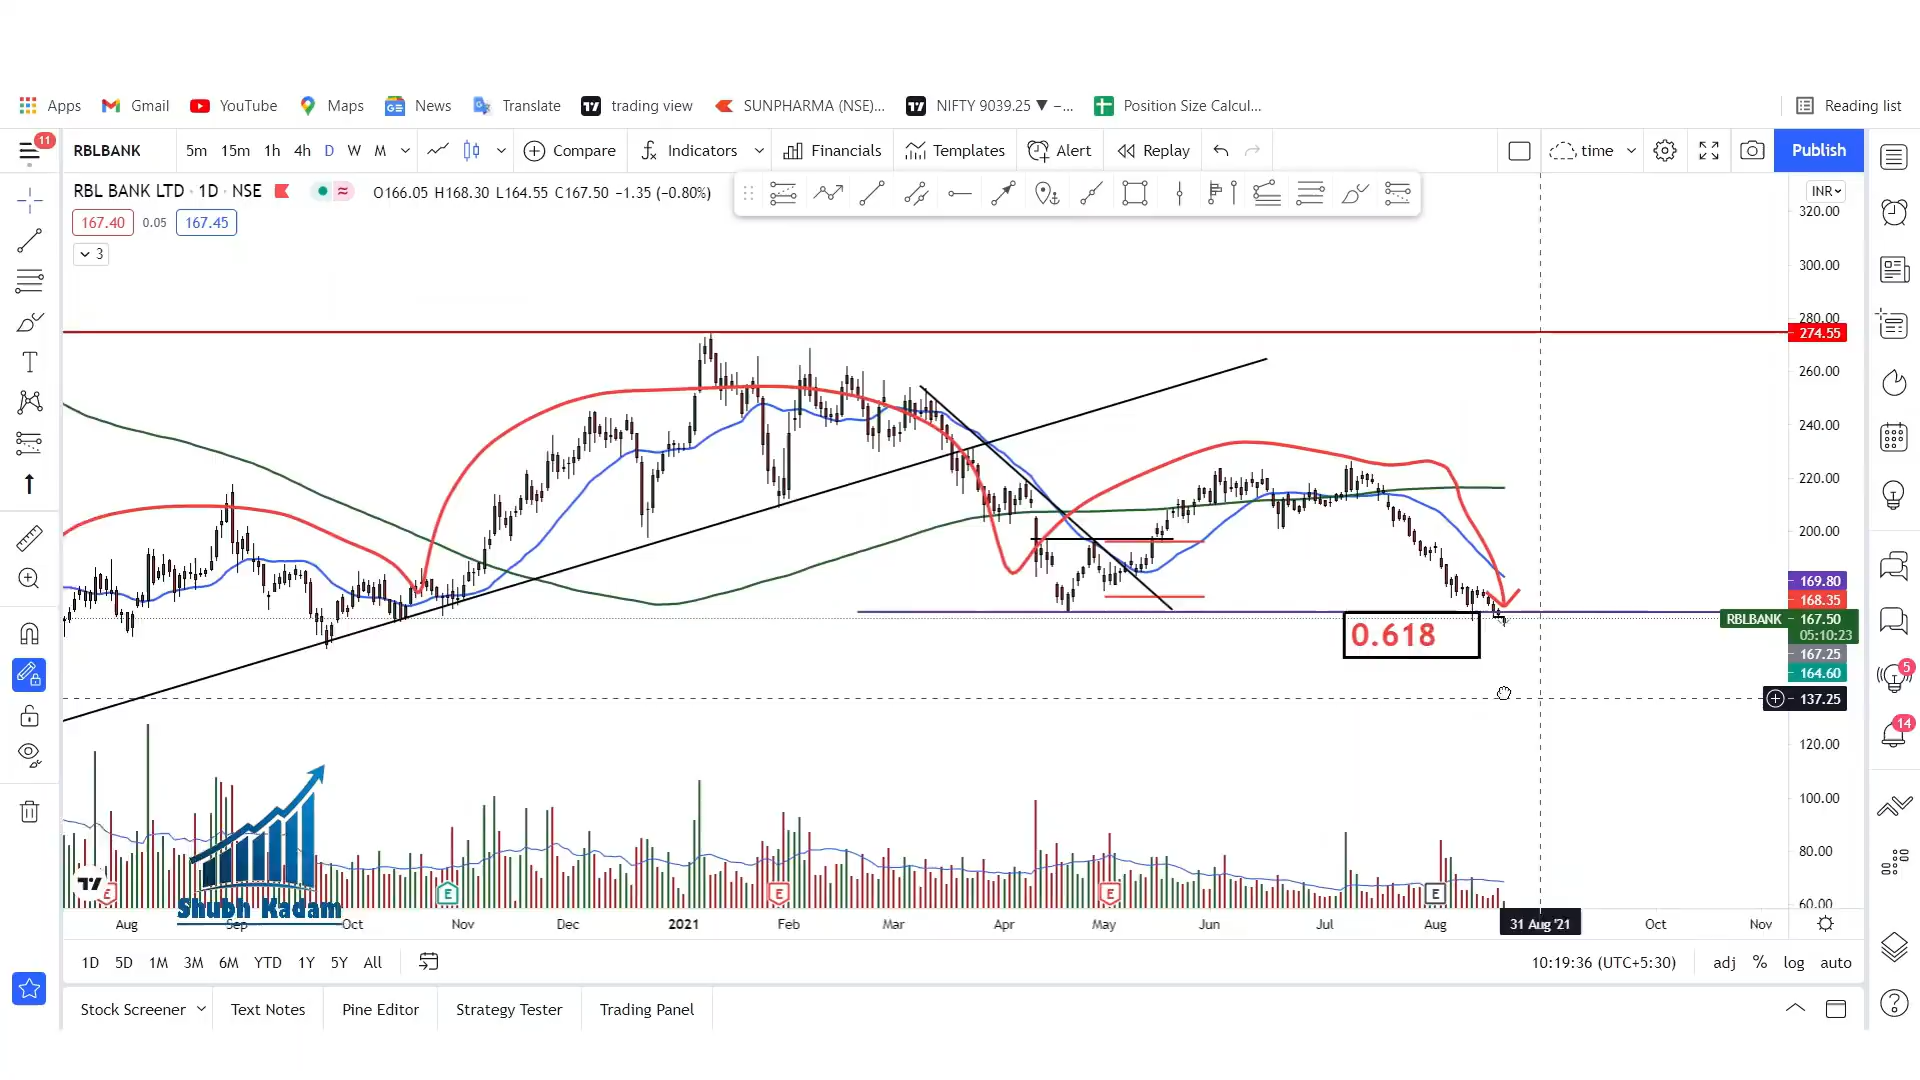 Apps Gmail YouTube Maps News Translate trading view SUNPHARMA (NSE)... NIFTY 9039.25 ▼ −... Position Size Calcul... Reading list
11
RBLBANK 5m 15m 1h 4h D W M Compare Indicators Financials Templates Alert Replay time Publish
RBL BANK LTD · 1D · NSE O166.05 H168.30 L164.55 C167.50 −1.35 (−0.80%)
INR
167.40 0.05 167.45
3
320.00
300.00
280.00
274.55
260.00
240.00
220.00
200.00
169.80
168.35
RBLBANK 167.50
05:10:23
0.618
167.25
164.60
137.25
120.00
100.00
80.00
60.00
5
14
E E E E E
Shubh Kadam
Aug Sep Oct Nov Dec 2021 Feb Mar Apr May Jun Jul Aug 31 Aug '21 Oct Nov
1D 5D 1M 3M 6M YTD 1Y 5Y All 10:19:36 (UTC+5:30) adj % log auto
Stock Screener Text Notes Pine Editor Strategy Tester Trading Panel